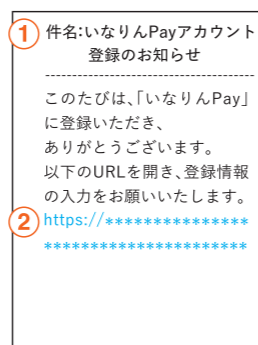 ① 件名:いなりんPayアカウント
登録のお知らせ
このたびは、「いなりんPay」
に登録いただき、
ありがとうございます。
以下のURLを開き、登録情報
の入力をお願いいたします。
② https://***************
***********************